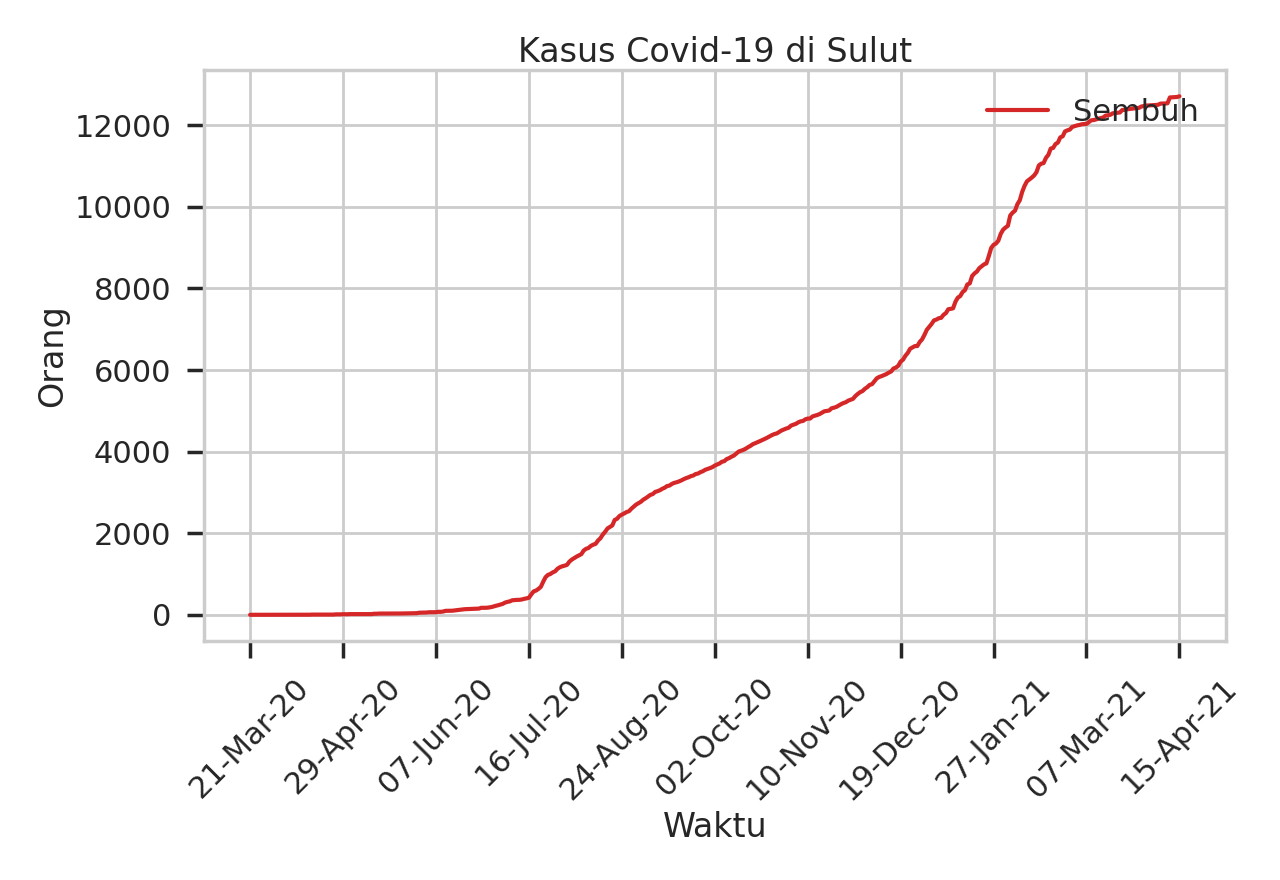 Kasus Covid-19 di Sulut
Sembuh
12000
10000
8000
6000
4000
2000
0
Orang
21-Mar-20
29-Apr-20
07-Jun-20
16-Jul-20
24-Aug-20
02-Oct-20
10-Nov-20
19-Dec-20
27-Jan-21
07-Mar-21
15-Apr-21
Waktu